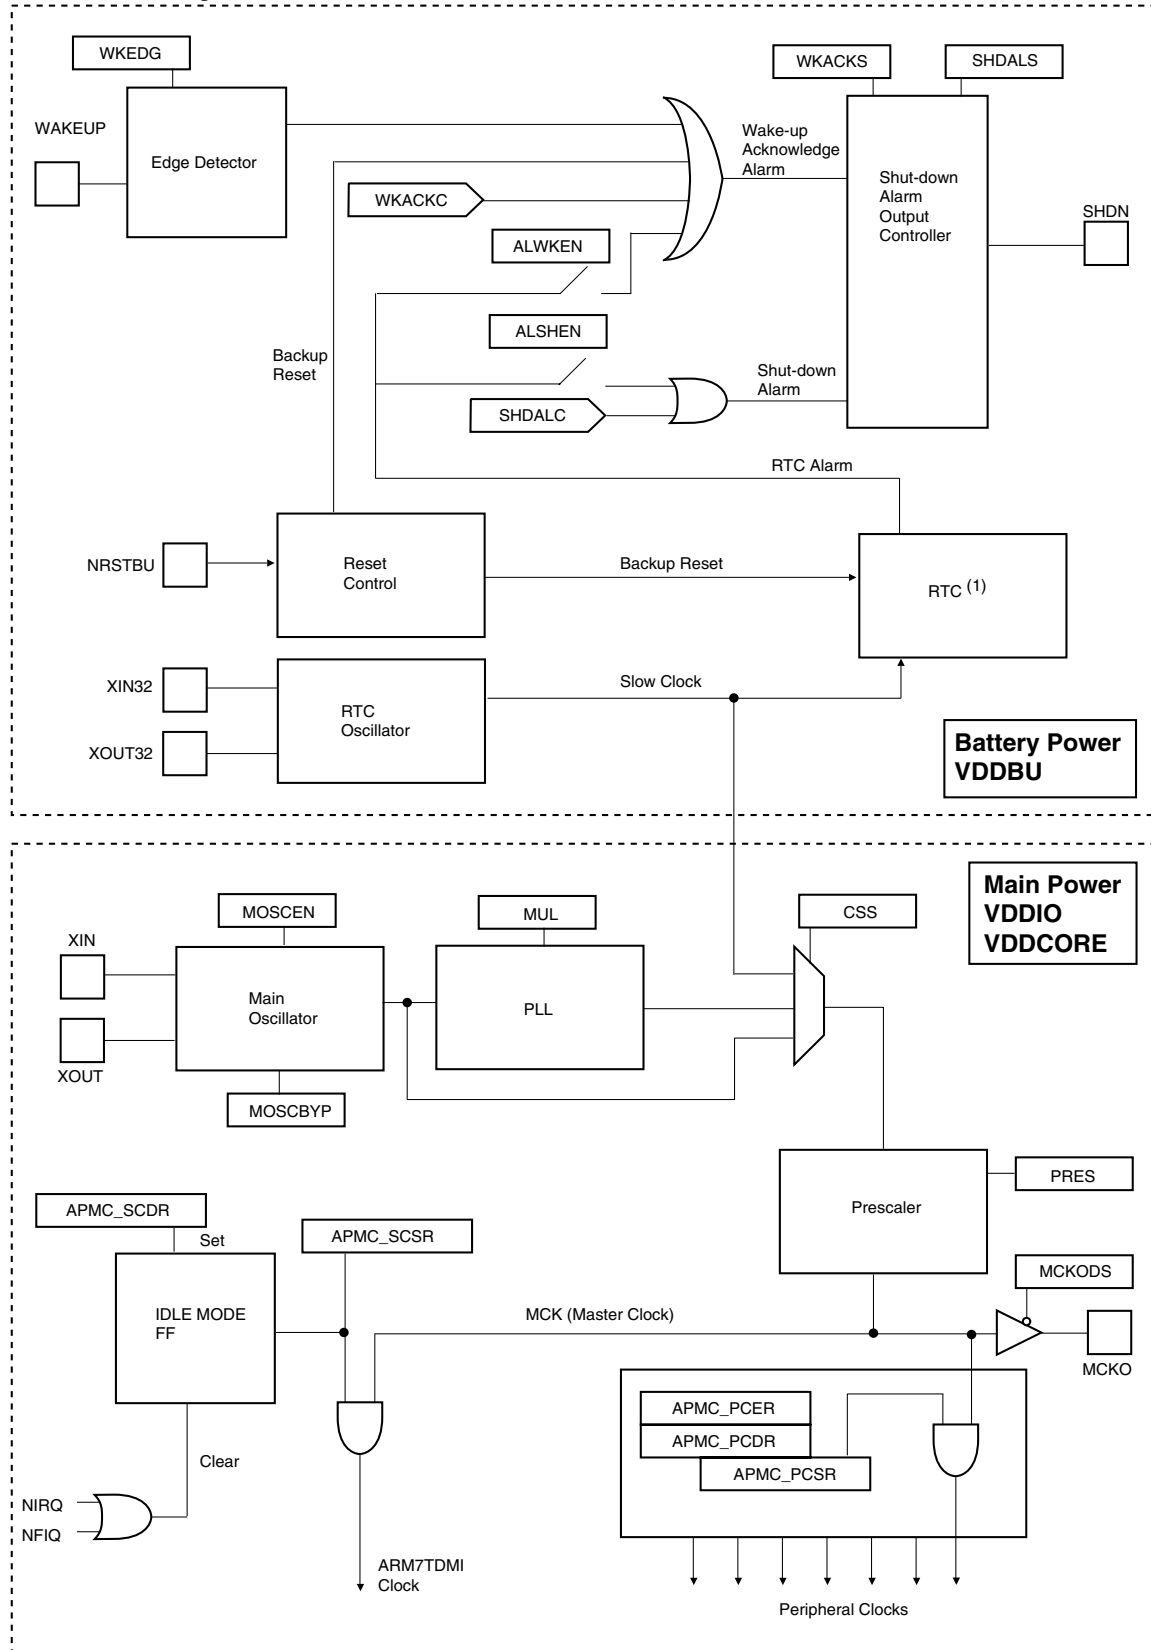 WKEDG
WKACKS
SHDALS
WAKEUP
Edge Detector
Wake-up
Acknowledge
Alarm
Shut-down
Alarm
Output
Controller
WKACKC
SHDN
ALWKEN
ALSHEN
Backup
Reset
Shut-down
Alarm
SHDALC
RTC Alarm
NRSTBU
Reset
Control
Backup Reset
RTC (1)
XIN32
Slow Clock
RTC
Oscillator
XOUT32
Battery Power
VDDBU
Main Power
VDDIO
VDDCORE
MOSCEN
MUL
CSS
XIN
Main
Oscillator
PLL
XOUT
MOSCBYP
PRES
Prescaler
APMC_SCDR
Set
APMC_SCSR
MCKODS
IDLE MODE
FF
MCK (Master Clock)
MCKO
APMC_PCER
APMC_PCDR
APMC_PCSR
Clear
NIRQ
NFIQ
ARM7TDMI
Clock
Peripheral Clocks